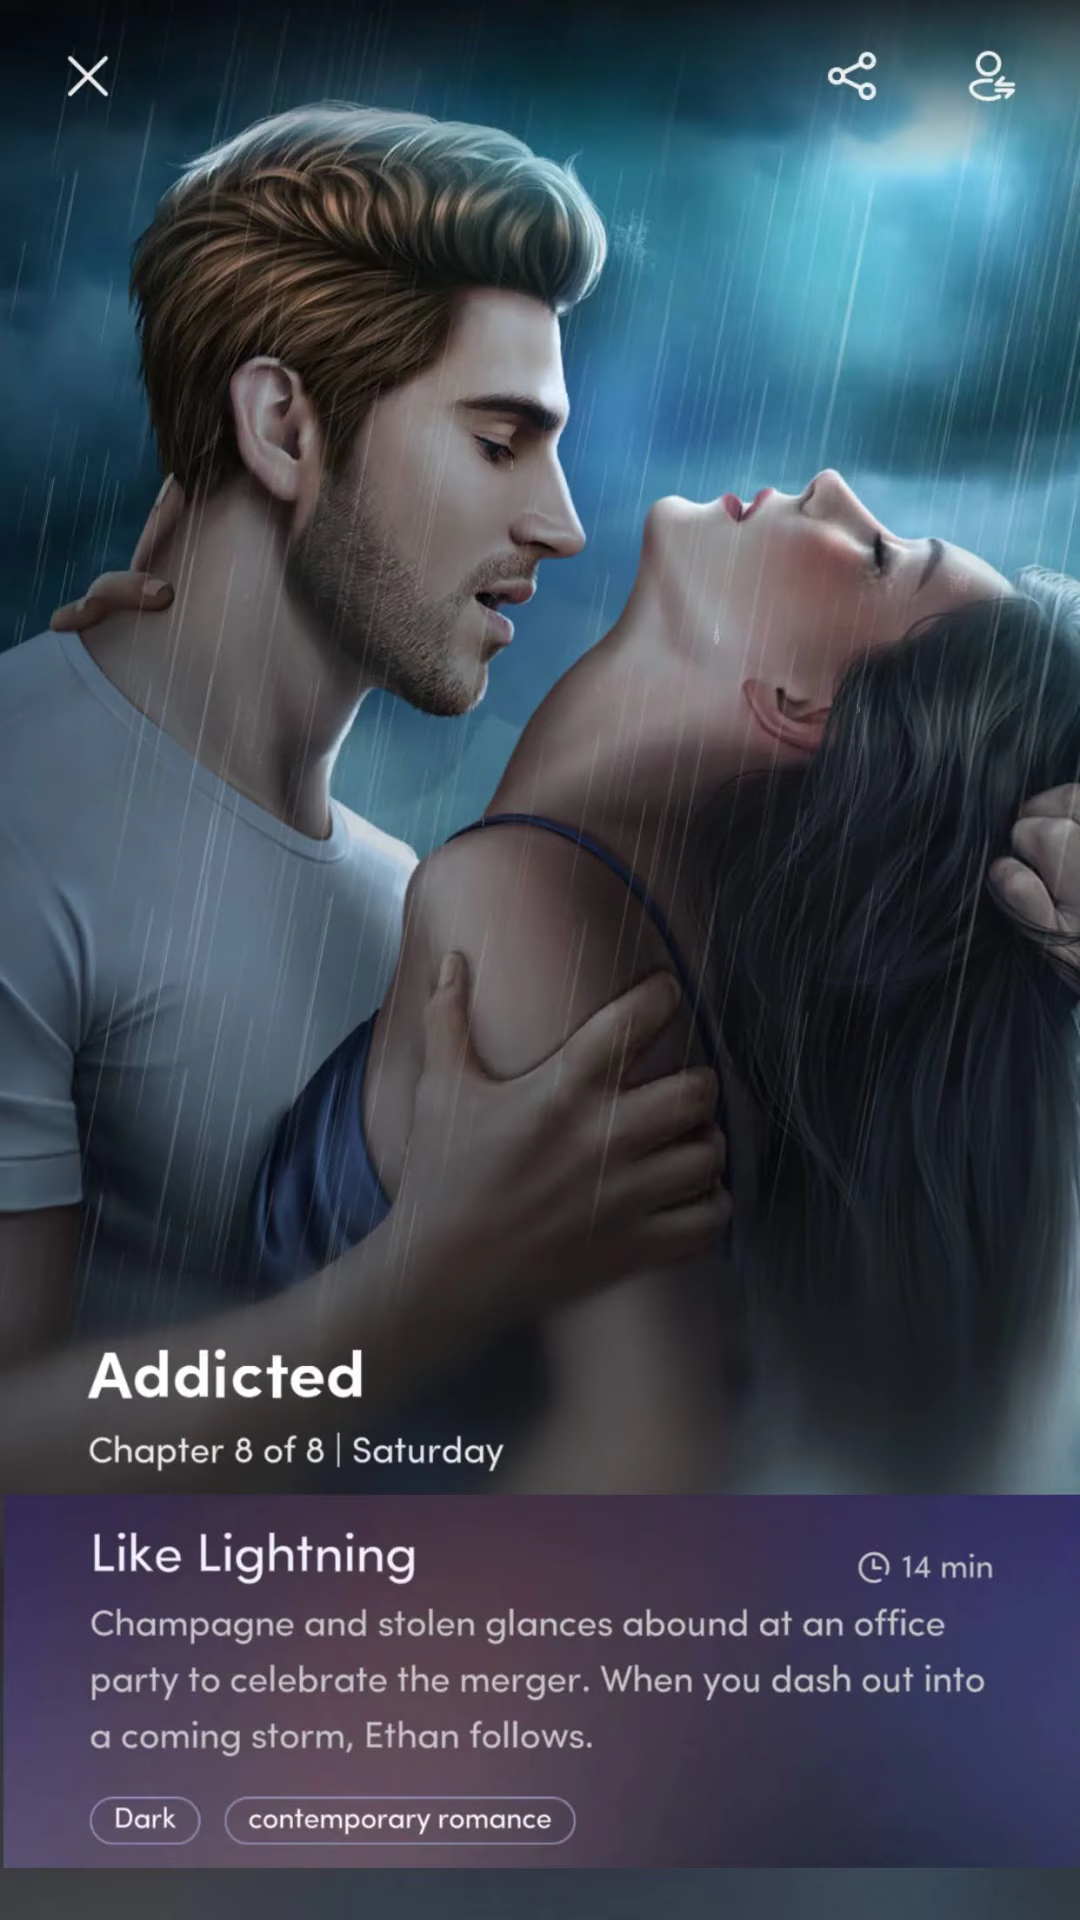 Addicted
Chapter 8 of 8 | Saturday
Like Lightning
14 min
Champagne and stolen glances abound at an office
party to celebrate the merger. When you dash out into
a coming storm, Ethan follows.
Dark
contemporary romance